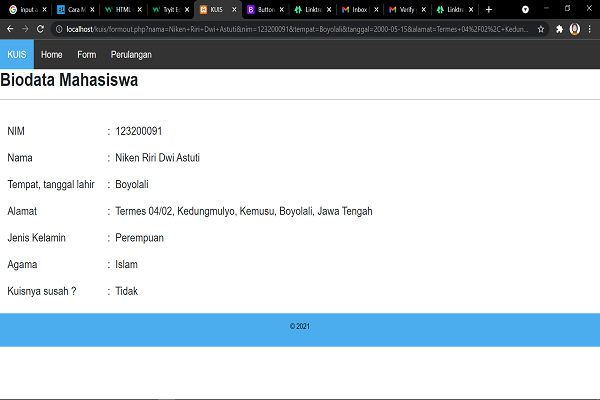 input a
Cara M
HTML
Tryit Ed
KUIS
Button
Linktre
Inbox (
Verify
Linktre
localhost/kuis/formout.php?nama=Niken+Riri+Dwi+Astuti&nim=123200091&tempat=Boyolali&tanggal=2000-05-15&alamat=Termes+04%2F02%2C+Kedun...
KUIS Home Form Perulangan
Biodata Mahasiswa
NIM : 123200091
Nama : Niken Riri Dwi Astuti
Tempat, tanggal lahir : Boyolali
Alamat : Termes 04/02, Kedungmulyo, Kemusu, Boyolali, Jawa Tengah
Jenis Kelamin : Perempuan
Agama : Islam
Kuisnya susah ? : Tidak
© 2021